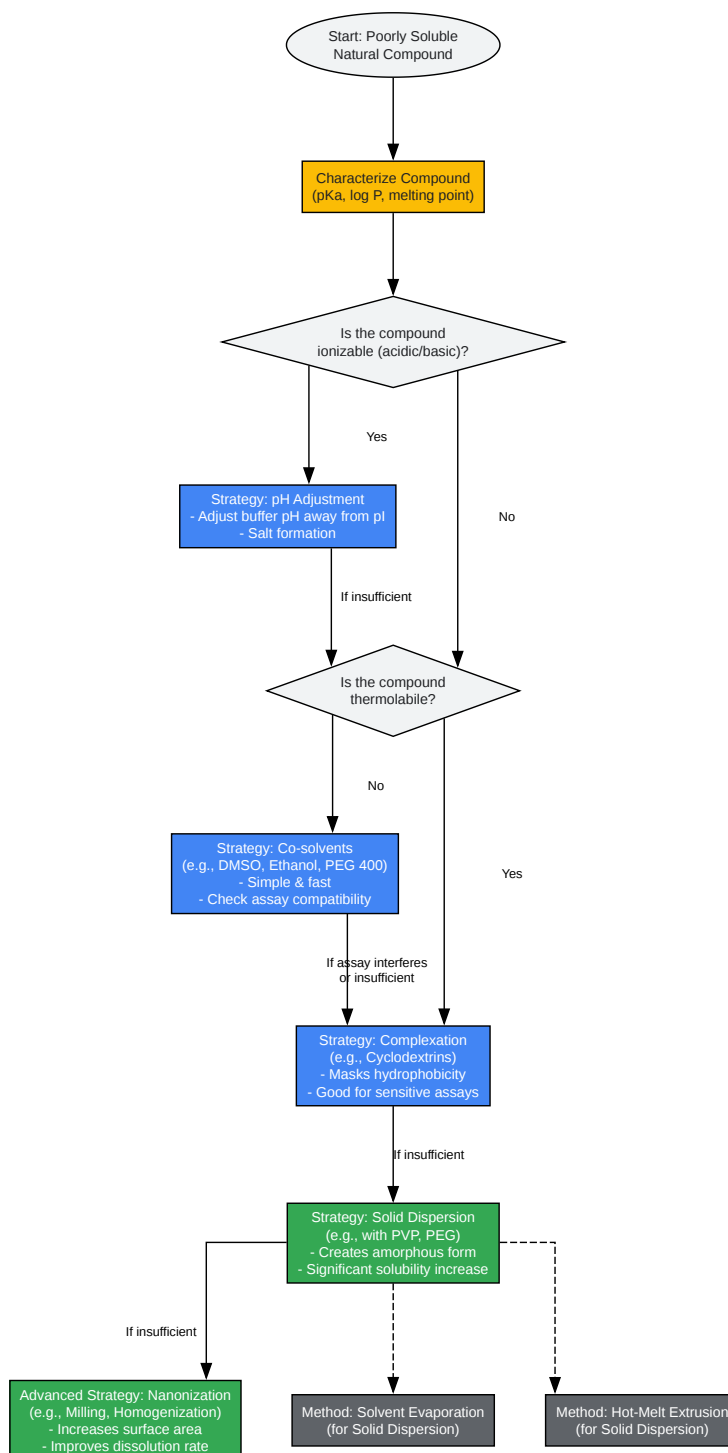 Start: Poorly Soluble
Natural Compound
Characterize Compound
(pKa, log P, melting point)
Is the compound
ionizable (acidic/basic)?
Yes
Strategy: pH Adjustment
- Adjust buffer pH away from pI
- Salt formation
No
If insufficient
Is the compound
thermolabile?
No
Strategy: Co-solvents
(e.g., DMSO, Ethanol, PEG 400)
- Simple & fast
- Check assay compatibility
Yes
If assay interferes
or insufficient
Strategy: Complexation
(e.g., Cyclodextrins)
- Masks hydrophobicity
- Good for sensitive assays
If insufficient
Strategy: Solid Dispersion
(e.g., with PVP, PEG)
- Creates amorphous form
- Significant solubility increase
If insufficient
Advanced Strategy: Nanonization
(e.g., Milling, Homogenization)
- Increases surface area
- Improves dissolution rate
Method: Solvent Evaporation
(for Solid Dispersion)
Method: Hot-Melt Extrusion
(for Solid Dispersion)